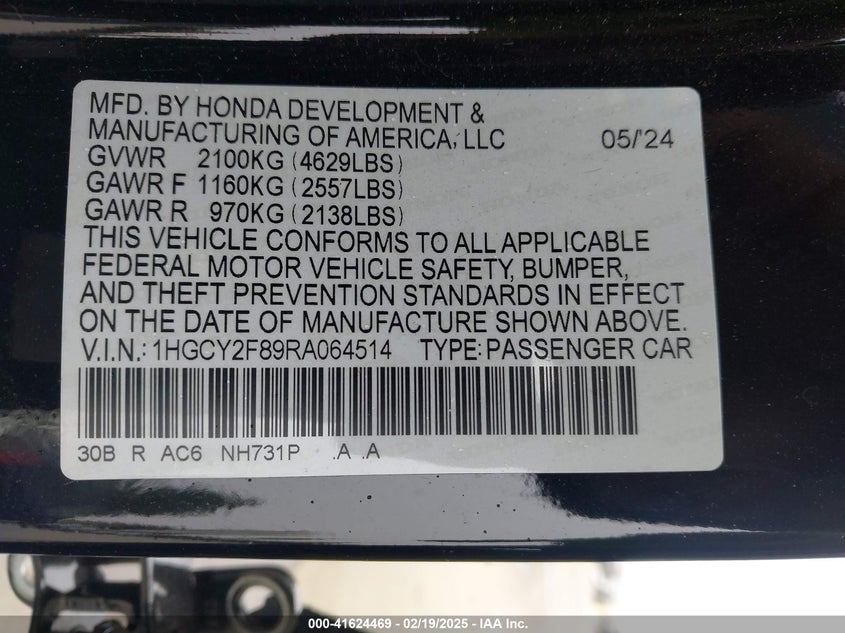 MFD. BY HONDA DEVELOPMENT &
MANUFACTURING OF AMERICA, LLC 05/'24
GVWR 2100KG (4629LBS)
GAWR F 1160KG (2557LBS)
GAWR R 970KG (2138LBS)
THIS VEHICLE CONFORMS TO ALL APPLICABLE
FEDERAL MOTOR VEHICLE SAFETY, BUMPER,
AND THEFT PREVENTION STANDARDS IN EFFECT
ON THE DATE OF MANUFACTURE SHOWN ABOVE.
V.I.N.: 1HGCY2F89RA064514 TYPE: PASSENGER CAR
30B R AC6 NH731P .A .A
000-41624469 - 02/19/2025 - IAA Inc.